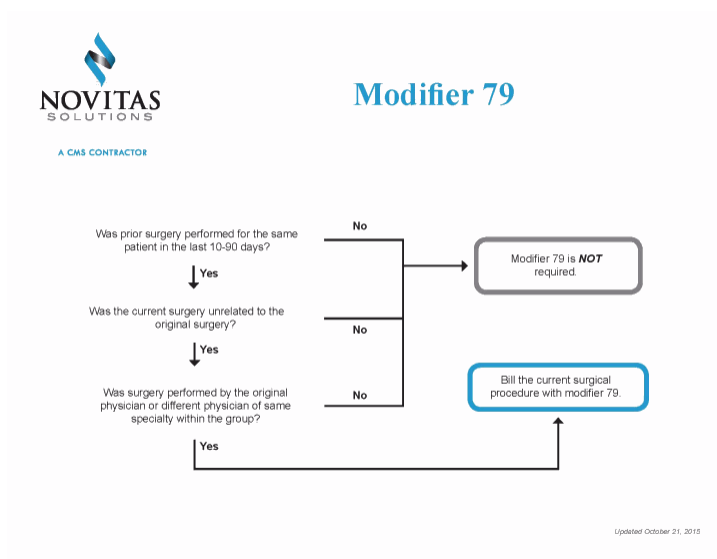 NOVITAS
SOLUTIONS
A CMS CONTRACTOR
Modifier 79
Was prior surgery performed for the same
patient in the last 10-90 days?
No
Yes
Modifier 79 is NOT
required.
Was the current surgery unrelated to the
original surgery?
No
Yes
Was surgery performed by the original
physician or different physician of same
specialty within the group?
No
Yes
Bill the current surgical
procedure with modifier 79.
Updated October 21, 2015